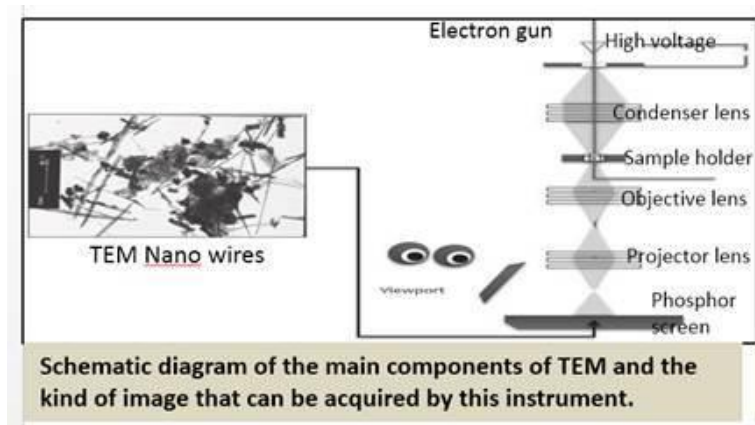 Electron gun
High voltage
Condenser lens
Sample holder
Objective lens
TEM Nano wires
Projector lens
Viewport
Phosphor
screen
Schematic diagram of the main components of TEM and the
kind of image that can be acquired by this instrument.